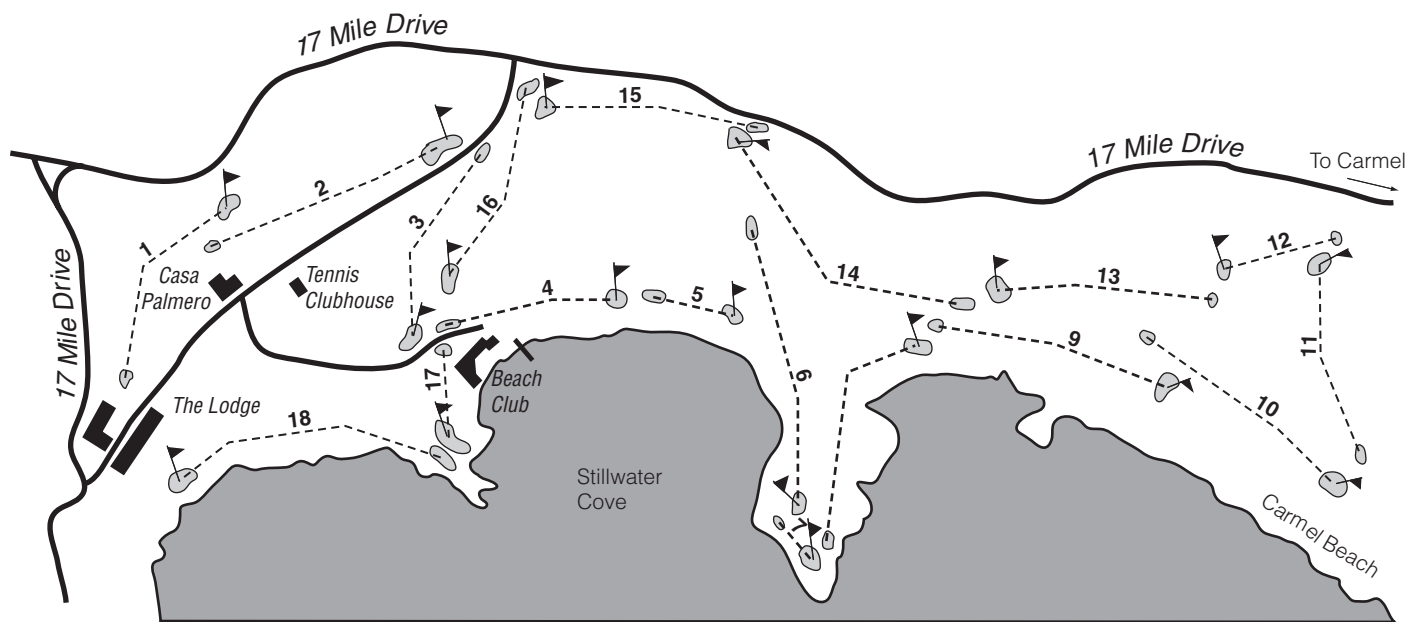 17 Mile Drive
15
17 Mile Drive
To Carmel
2
1
3
16
12
17 Mile Drive
Casa
Palmero
Tennis
Clubhouse
14
13
4
5
9
11
6
17
Beach
Club
The Lodge
18
10
Stillwater
Cove
7
Carmel Beach